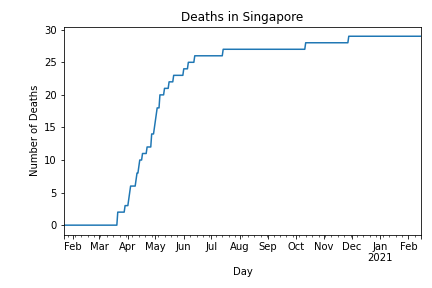 Deaths in Singapore
Number of Deaths
30
25
20
15
10
5
0
Feb Mar Apr May Jun Jul Aug Sep Oct Nov Dec Jan Feb
2021
Day